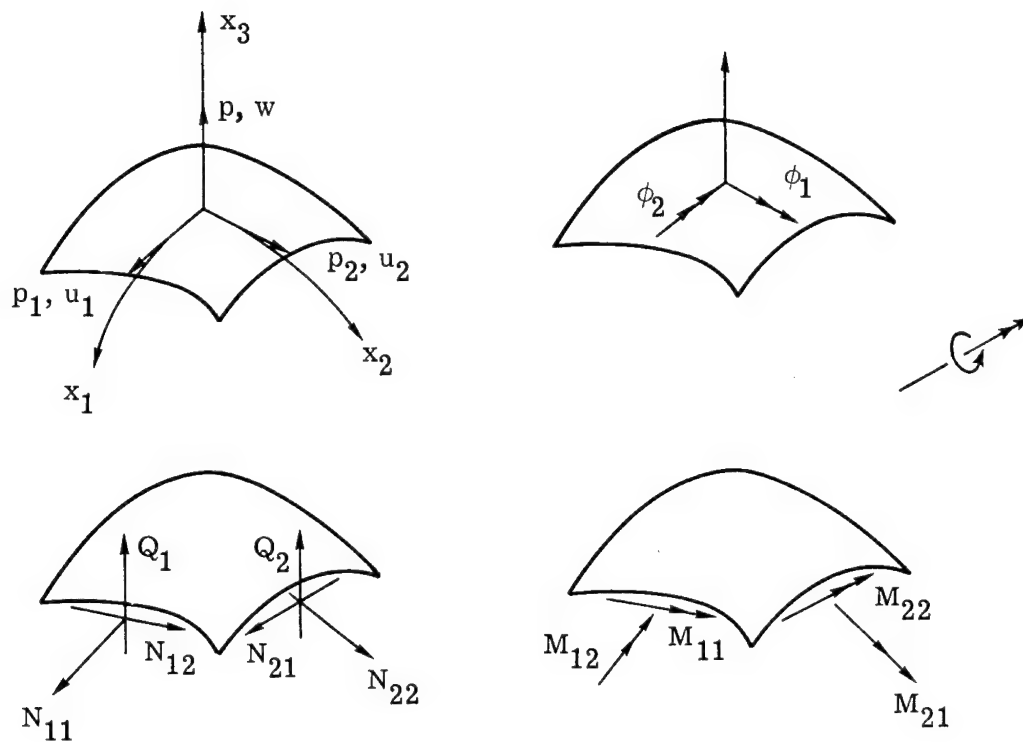 x3
p, w
p1, u1
p2, u2
x1
x2
ϕ2
ϕ1
Q1
Q2
N12
N21
N11
N22
M12
M11
M22
M21